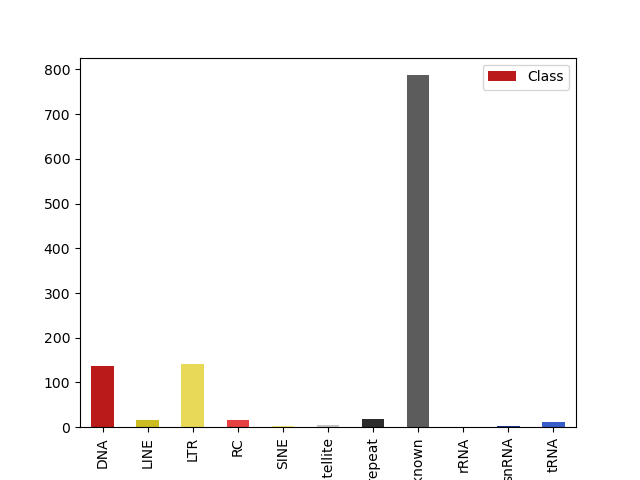 Class
800
700
600
500
400
300
200
100
0
DNA
LINE
LTR
RC
SINE
tellite
repeat
known
rRNA
snRNA
tRNA